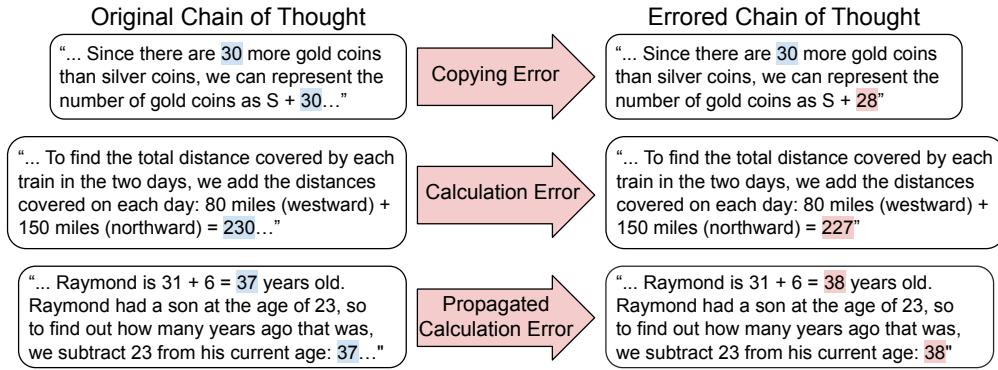 Original Chain of Thought
Errored Chain of Thought
“... Since there are 30 more gold coins
than silver coins, we can represent the
number of gold coins as S + 30…”
Copying Error
“... Since there are 30 more gold coins
than silver coins, we can represent the
number of gold coins as S + 28”
“... To find the total distance covered by each
train in the two days, we add the distances
covered on each day: 80 miles (westward) +
150 miles (northward) = 230…”
Calculation Error
“... To find the total distance covered by each
train in the two days, we add the distances
covered on each day: 80 miles (westward) +
150 miles (northward) = 227”
“... Raymond is 31 + 6 = 37 years old.
Raymond had a son at the age of 23, so
to find out how many years ago that was,
we subtract 23 from his current age: 37…"
Propagated
Calculation Error
“... Raymond is 31 + 6 = 38 years old.
Raymond had a son at the age of 23, so
to find out how many years ago that was,
we subtract 23 from his current age: 38"